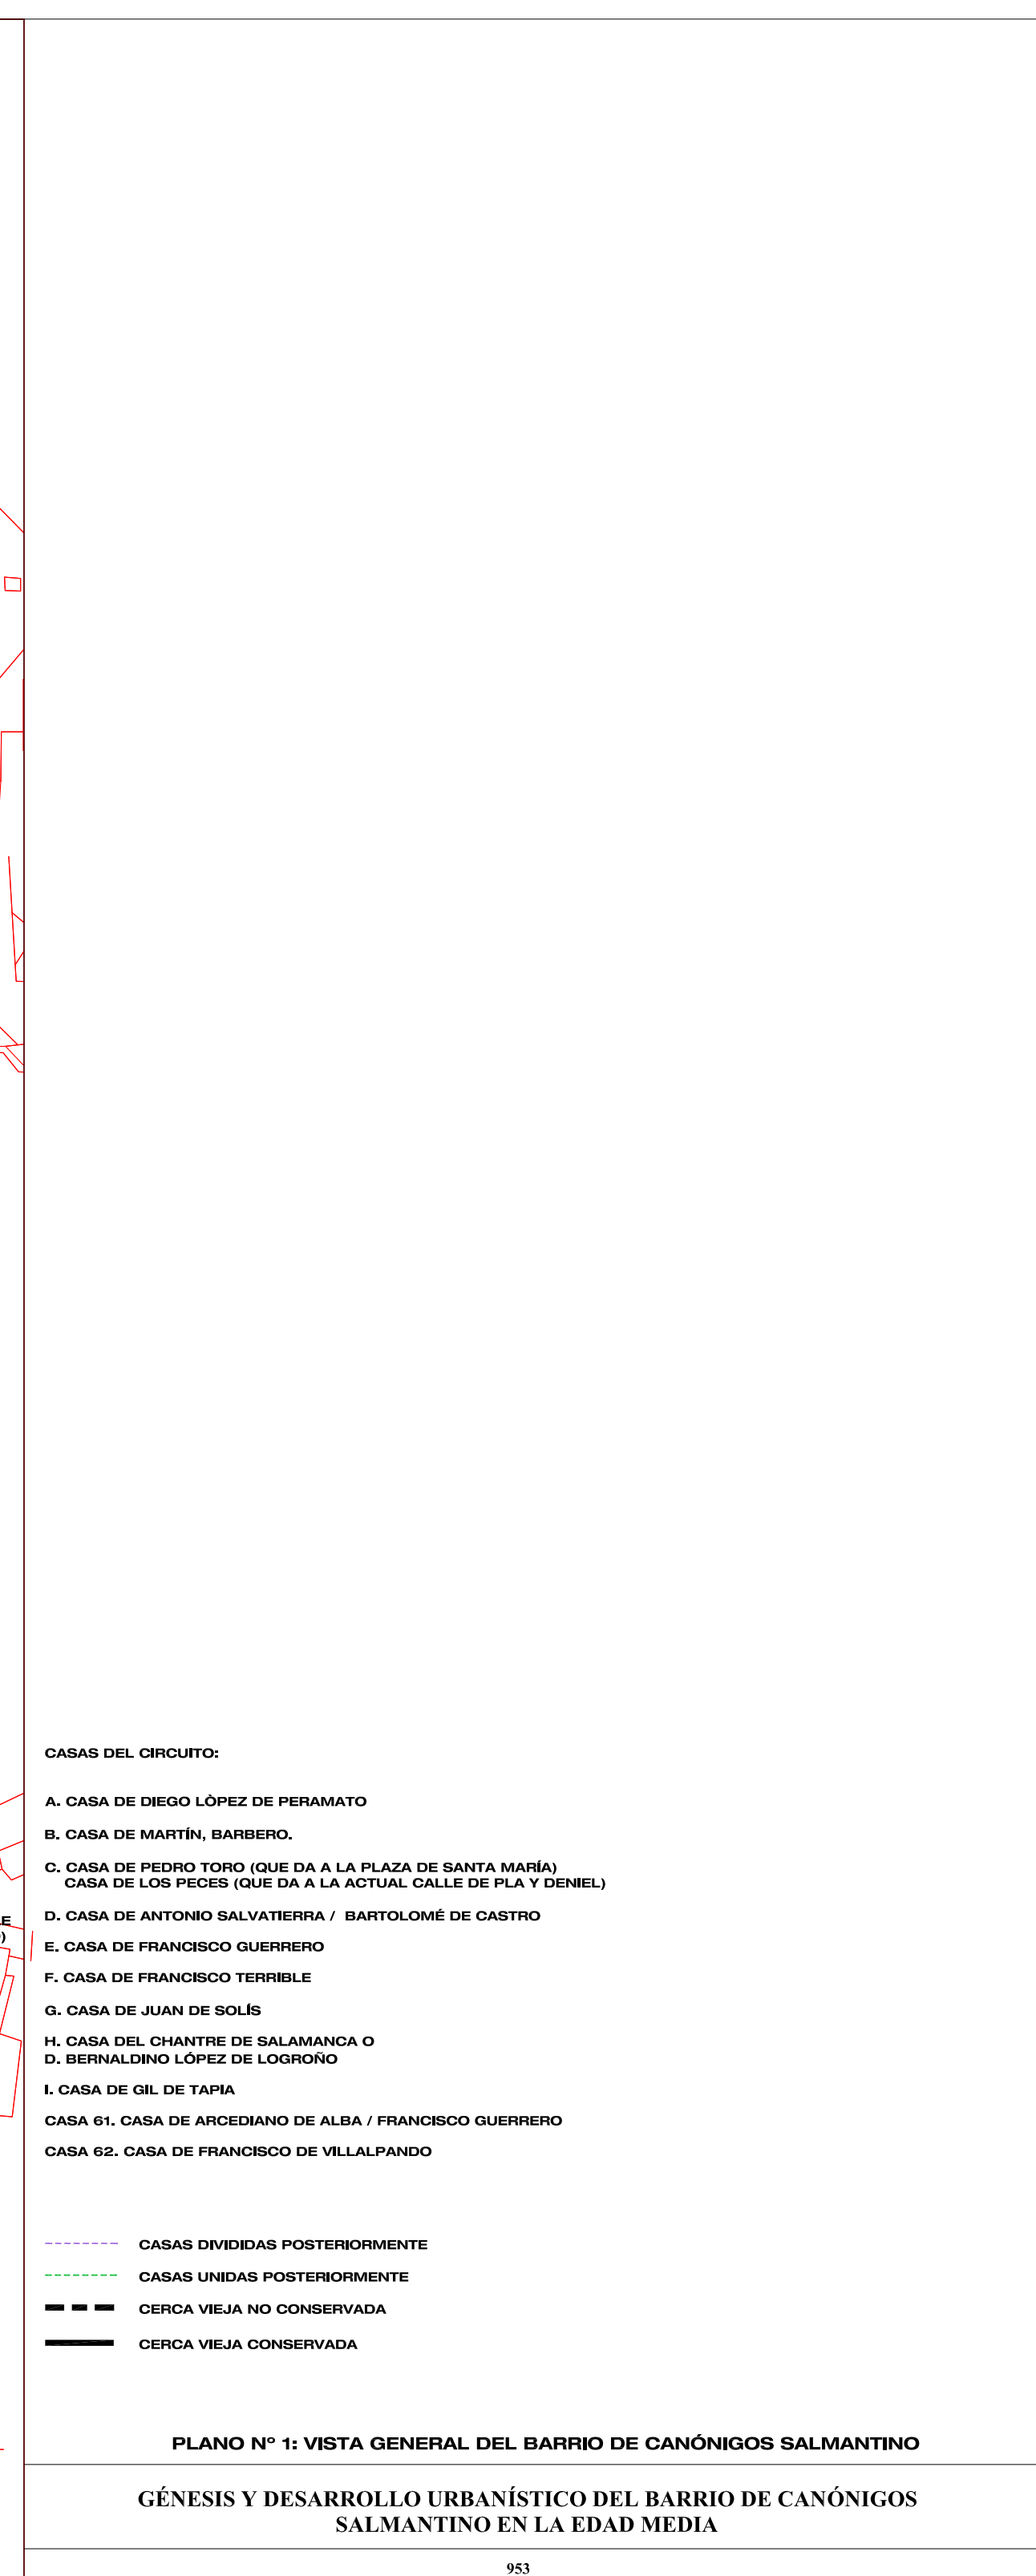 CASAS DEL CIRCUITO:
A. CASA DE DIEGO LÒPEZ DE PERAMATO
B. CASA DE MARTÍN, BARBERO.
C. CASA DE PEDRO TORO (QUE DA A LA PLAZA DE SANTA MARÍA)
CASA DE LOS PECES (QUE DA A LA ACTUAL CALLE DE PLA Y DENIEL)
D. CASA DE ANTONIO SALVATIERRA / BARTOLOMÉ DE CASTRO
E. CASA DE FRANCISCO GUERRERO
F. CASA DE FRANCISCO TERRIBLE
G. CASA DE JUAN DE SOLÍS
H. CASA DEL CHANTRE DE SALAMANCA O
D. BERNALDINO LÓPEZ DE LOGROÑO
I. CASA DE GIL DE TAPIA
CASA 61. CASA DE ARCEDIANO DE ALBA / FRANCISCO GUERRERO
CASA 62. CASA DE FRANCISCO DE VILLALPANDO
CASAS DIVIDIDAS POSTERIORMENTE
CASAS UNIDAS POSTERIORMENTE
CERCA VIEJA NO CONSERVADA
CERCA VIEJA CONSERVADA
PLANO Nº 1: VISTA GENERAL DEL BARRIO DE CANÓNIGOS SALMANTINO
GÉNESIS Y DESARROLLO URBANÍSTICO DEL BARRIO DE CANÓNIGOS
SALMANTINO EN LA EDAD MEDIA
953